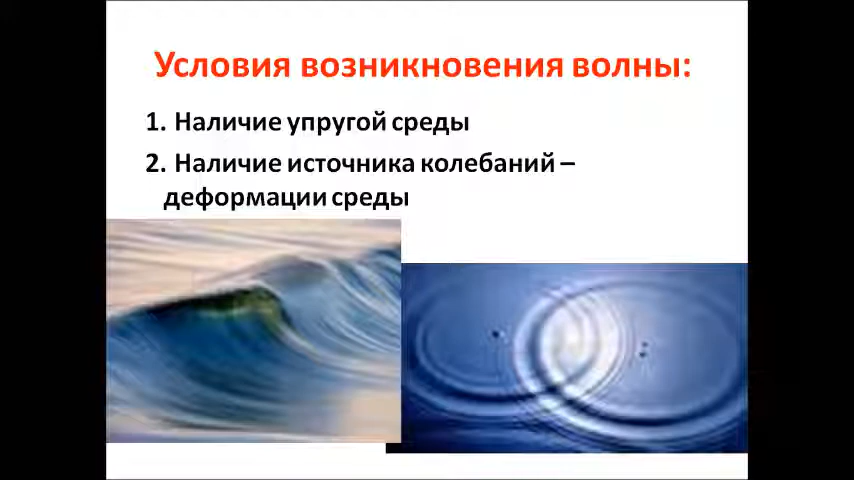 Условия возникновения волны:
1. Наличие упругой среды
2. Наличие источника колебаний –
деформации среды